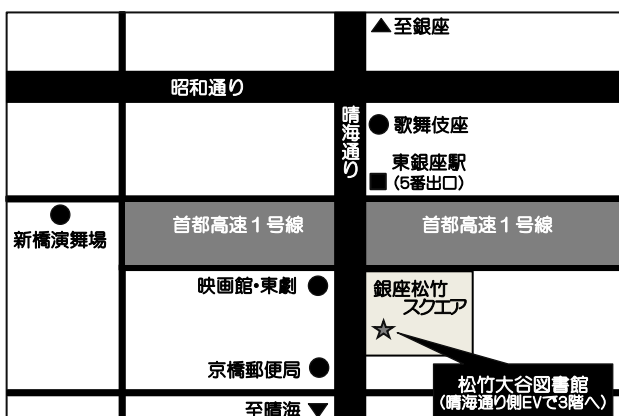 ▲至銀座
昭和通り
晴海通り
歌舞伎座
東銀座駅
(5番出口)
新橋演舞場
首都高速1号線
首都高速1号線
映画館・東劇
銀座松竹
スクエア
京橋郵便局
松竹大谷図書館
(晴海通り側EVで3階へ)
至晴海▼